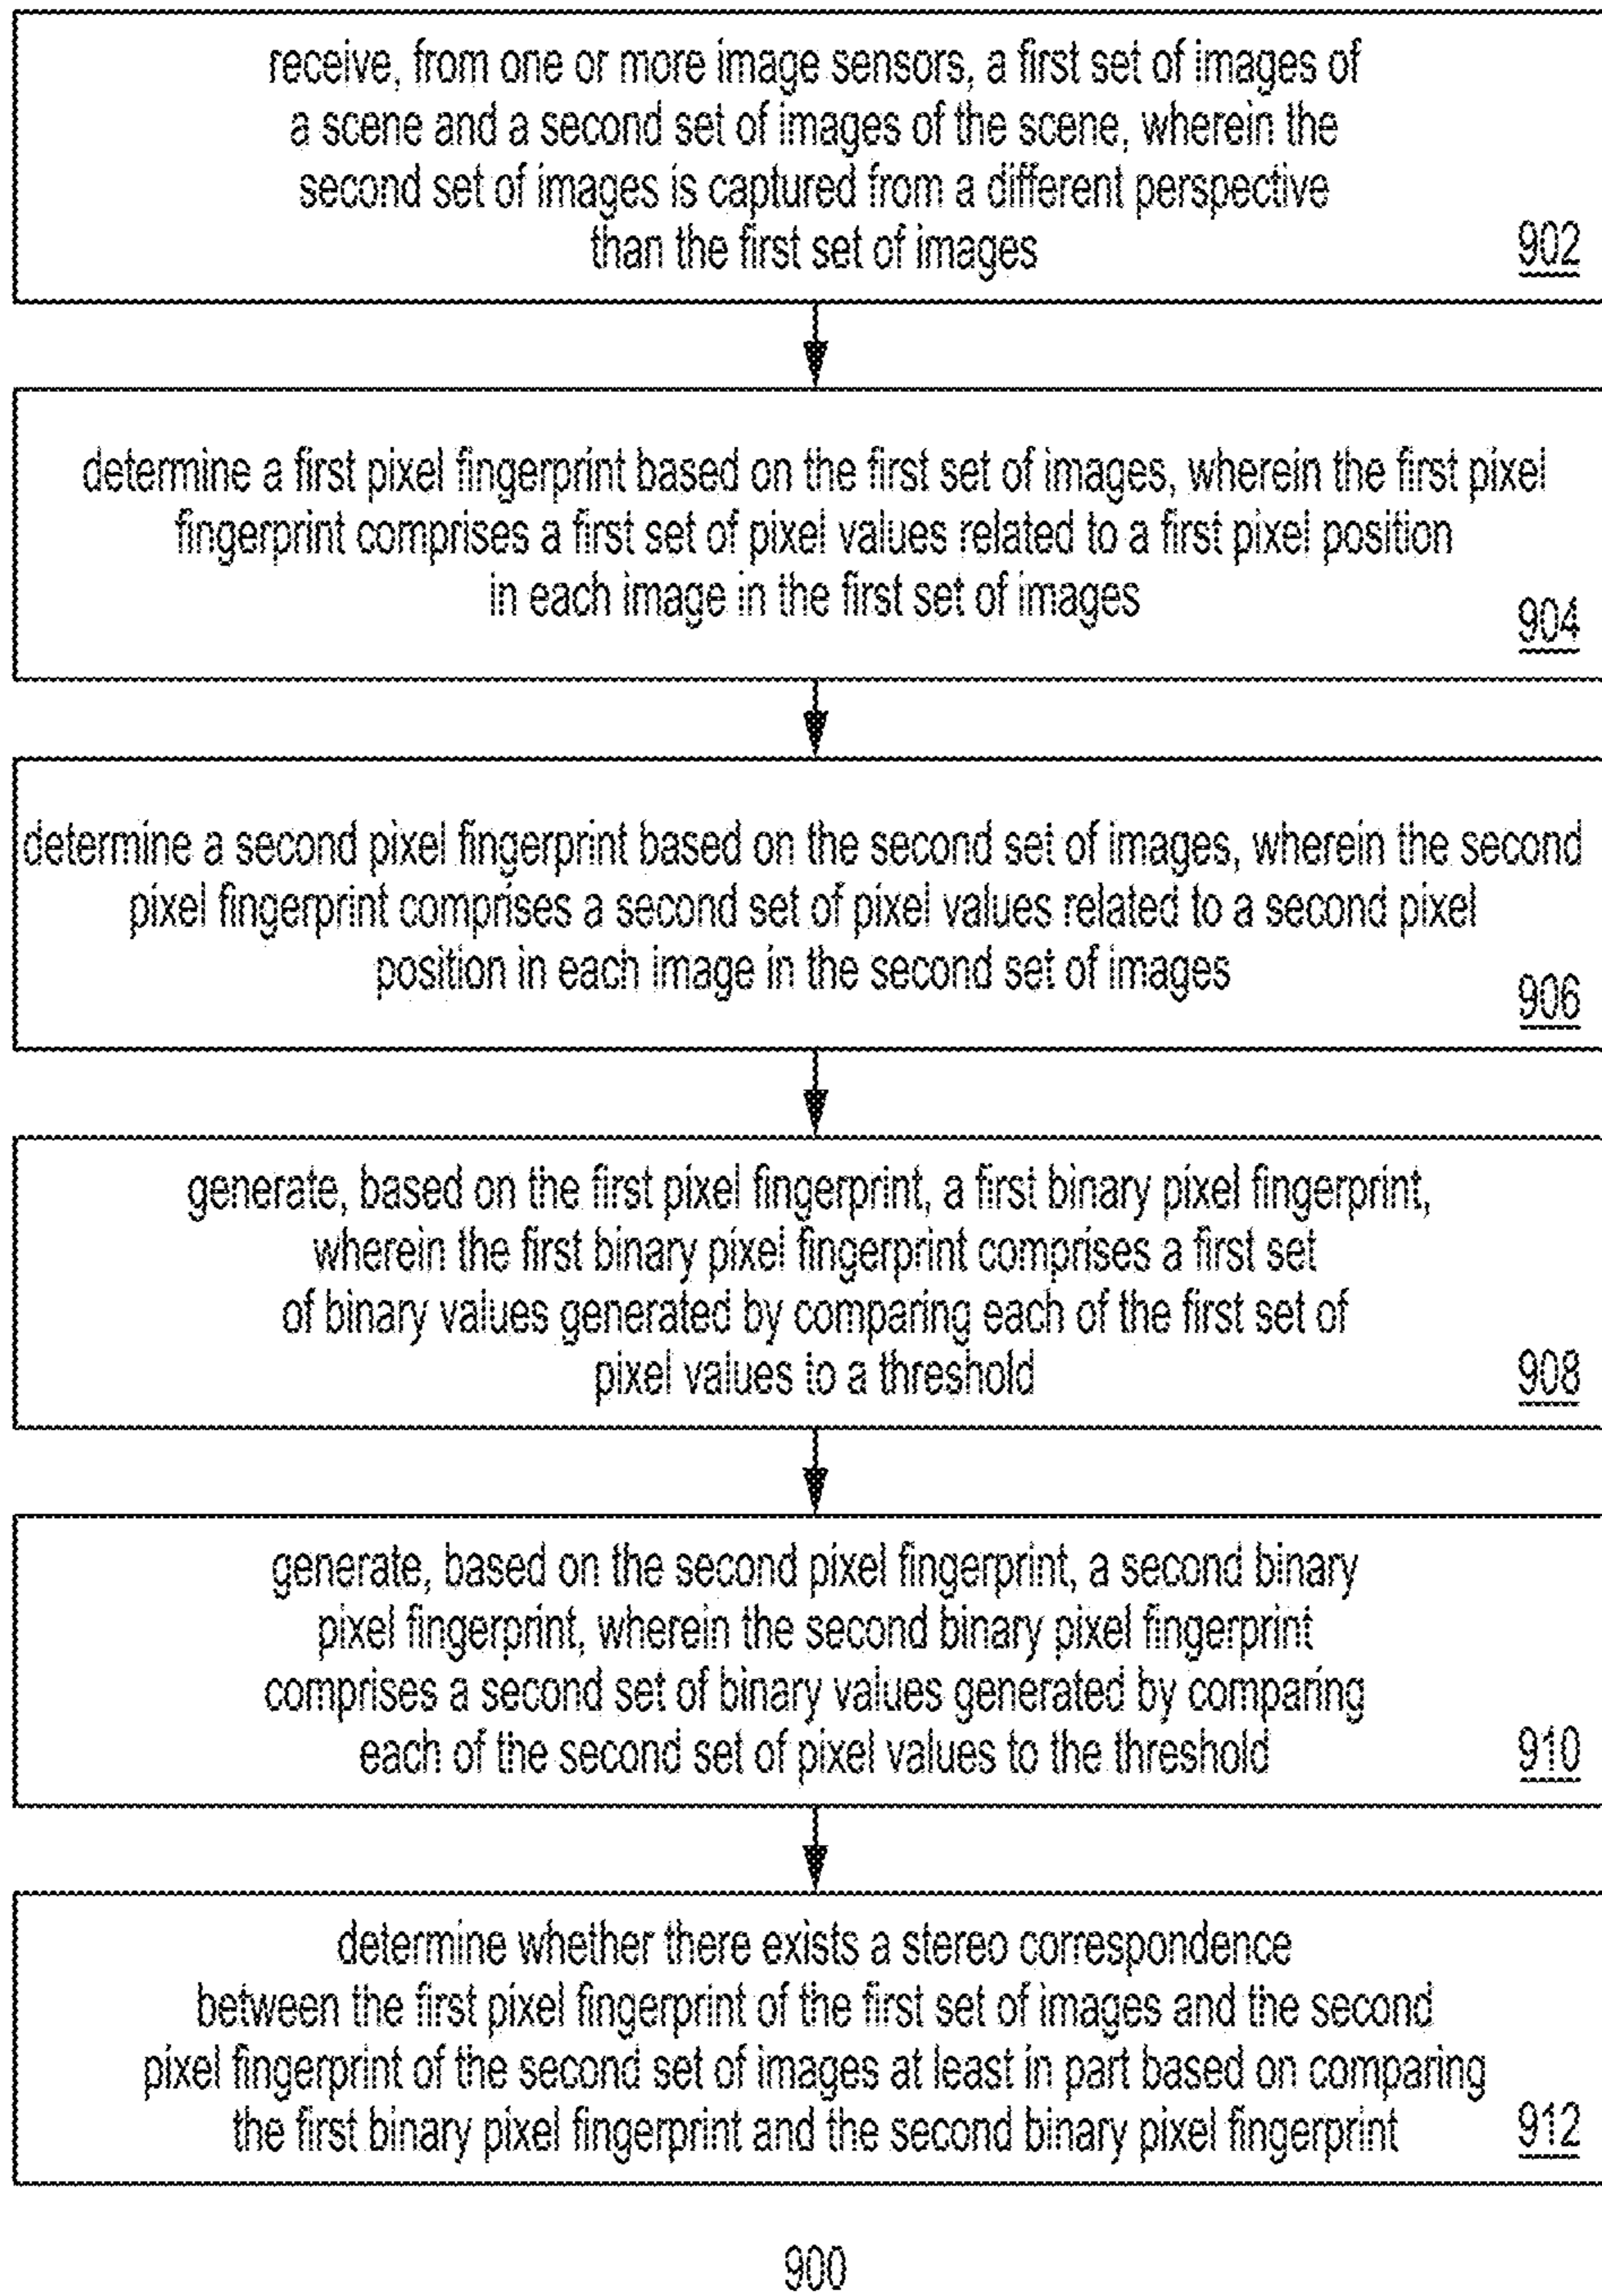 receive, from one or more image sensors, a first set of images of
a scene and a second set of images of the scene, wherein the
second set of images is captured from a different perspective
than the first set of images
902
determine a first pixel fingerprint based on the first set of images, wherein the first pixel
fingerprint comprises a first set of pixel values related to a first pixel position
in each image in the first set of images
904
determine a second pixel fingerprint based on the second set of images, wherein the second
pixel fingerprint comprises a second set of pixel values related to a second pixel
position in each image in the second set of images
906
generate, based on the first pixel fingerprint, a first binary pixel fingerprint,
wherein the first binary pixel fingerprint comprises a first set
of binary values generated by comparing each of the first set of
pixel values to a threshold
908
generate, based on the second pixel fingerprint, a second binary
pixel fingerprint, wherein the second binary pixel fingerprint
comprises a second set of binary values generated by comparing
each of the second set of pixel values to the threshold
910
determine whether there exists a stereo correspondence
between the first pixel fingerprint of the first set of images and the second
pixel fingerprint of the second set of images at least in part based on comparing
the first binary pixel fingerprint and the second binary pixel fingerprint
912
900